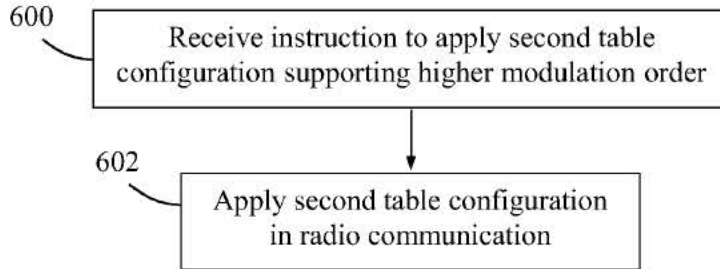 600
Receive instruction to apply second table
configuration supporting higher modulation order
602
Apply second table configuration
in radio communication